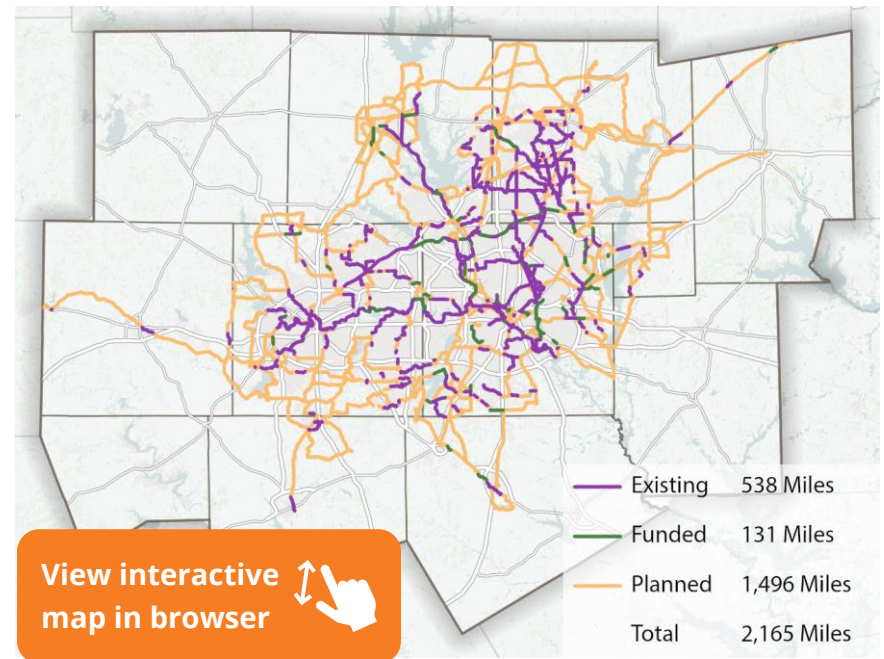 Existing 538 Miles
Funded 131 Miles
Planned 1,496 Miles
Total 2,165 Miles
View interactive
map in browser